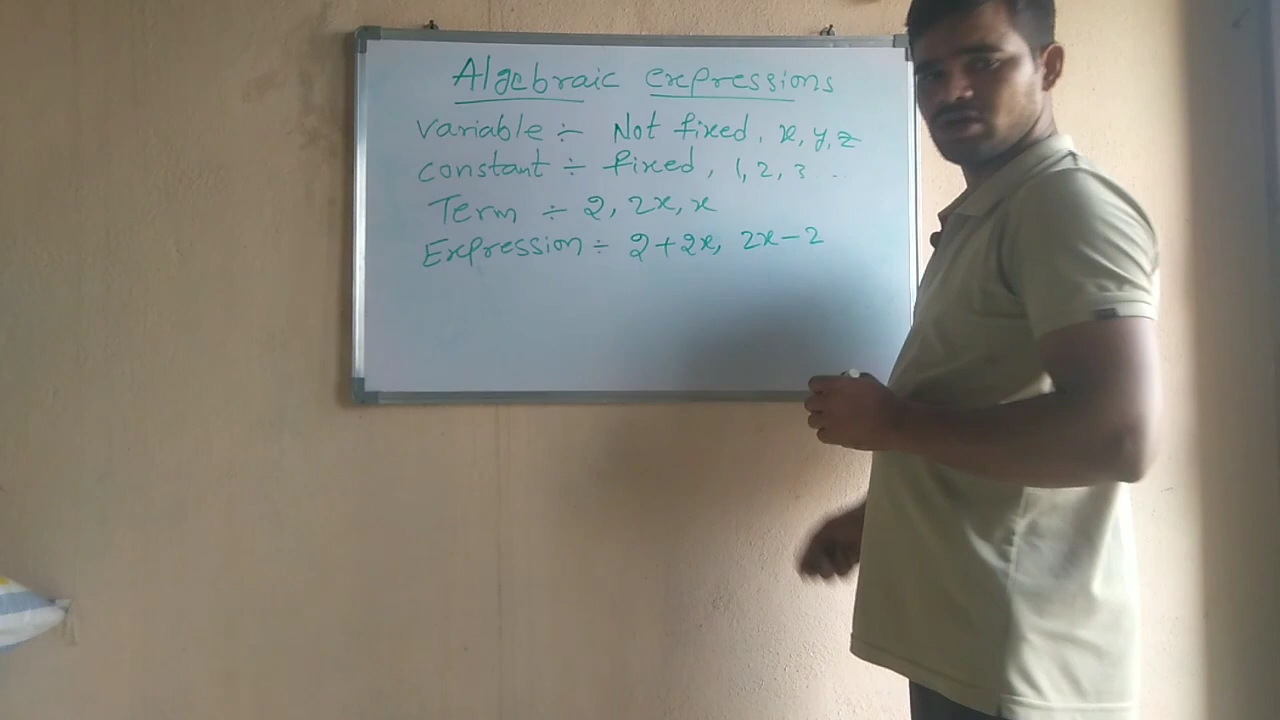 Algebraic expressions
Variable ÷ Not fixed, x, y, z
constant ÷ fixed, 1, 2, 3 ...
Term ÷ 2, 2x, x
Expression ÷ 2+2x, 2x-2